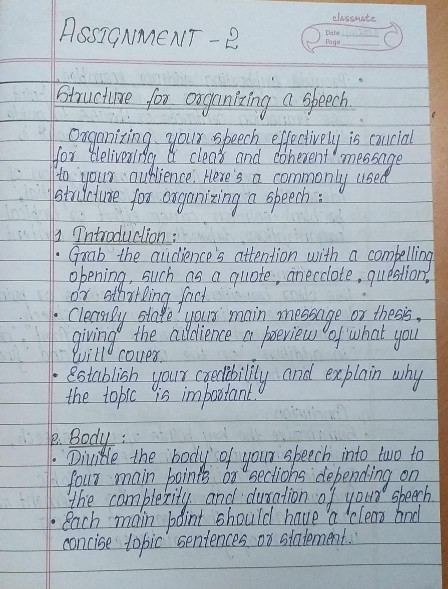 ASSIGNMENT - 2
classmate
Date
Page
Structure for organizing a speech
Organizing your speech effectively is crucial
for delivering a clear and coherent message
to your audience. Here's a commonly used
structure for organizing a speech :
1. Introduction :
• Grab the audience's attention with a compelling
opening, such as a quote, anecdote, question,
or startling fact.
• Clearly state your main message or thesis,
giving the audience a preview of what you
will cover.
• Establish your credibility and explain why
the topic is important.
2. Body :
• Divide the body of your speech into two to
four main points or sections depending on
the complexity and duration of your speech
• Each main point should have a clear and
concise topic sentences or statement.